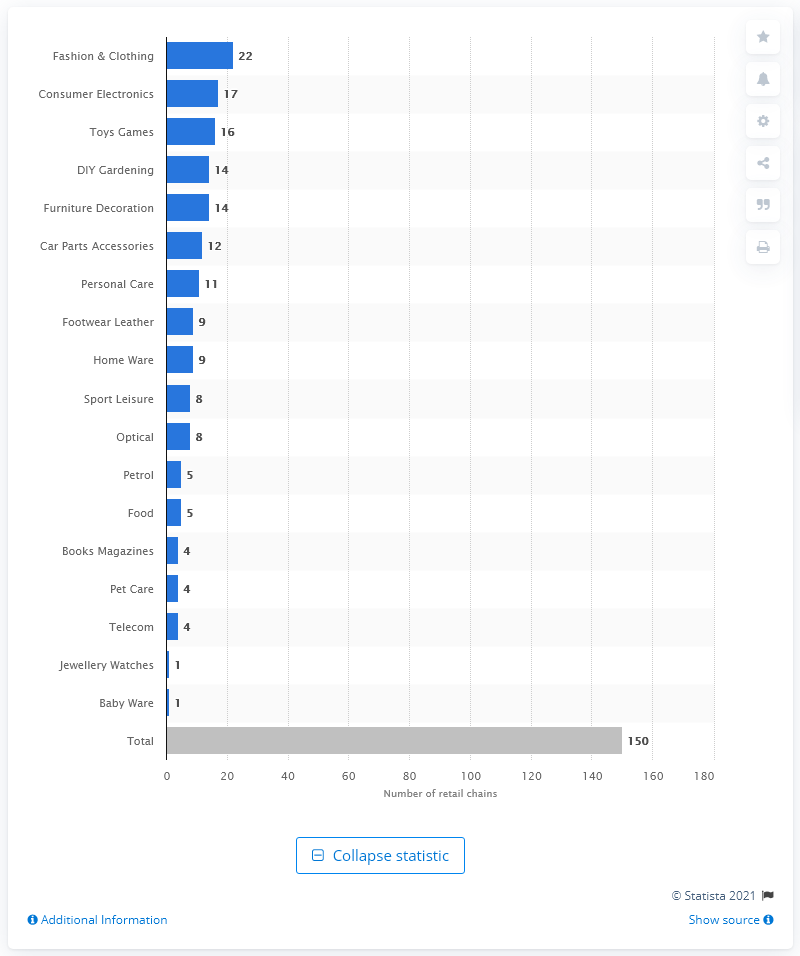 Fashion & Clothing 22
Consumer Electronics 17
Toys Games 16
DIY Gardening 14
Furniture Decoration 14
Car Parts Accessories 12
Personal Care 11
Footwear Leather 9
Home Ware 9
Sport Leisure 8
Optical 8
Petrol 5
Food 5
Books Magazines 4
Pet Care 4
Telecom 4
Jewellery Watches 1
Baby Ware 1
Total 150
0 20 40 60 80 100 120 140 160 180
Number of retail chains
Collapse statistic
© Statista 2021
Additional Information Show source